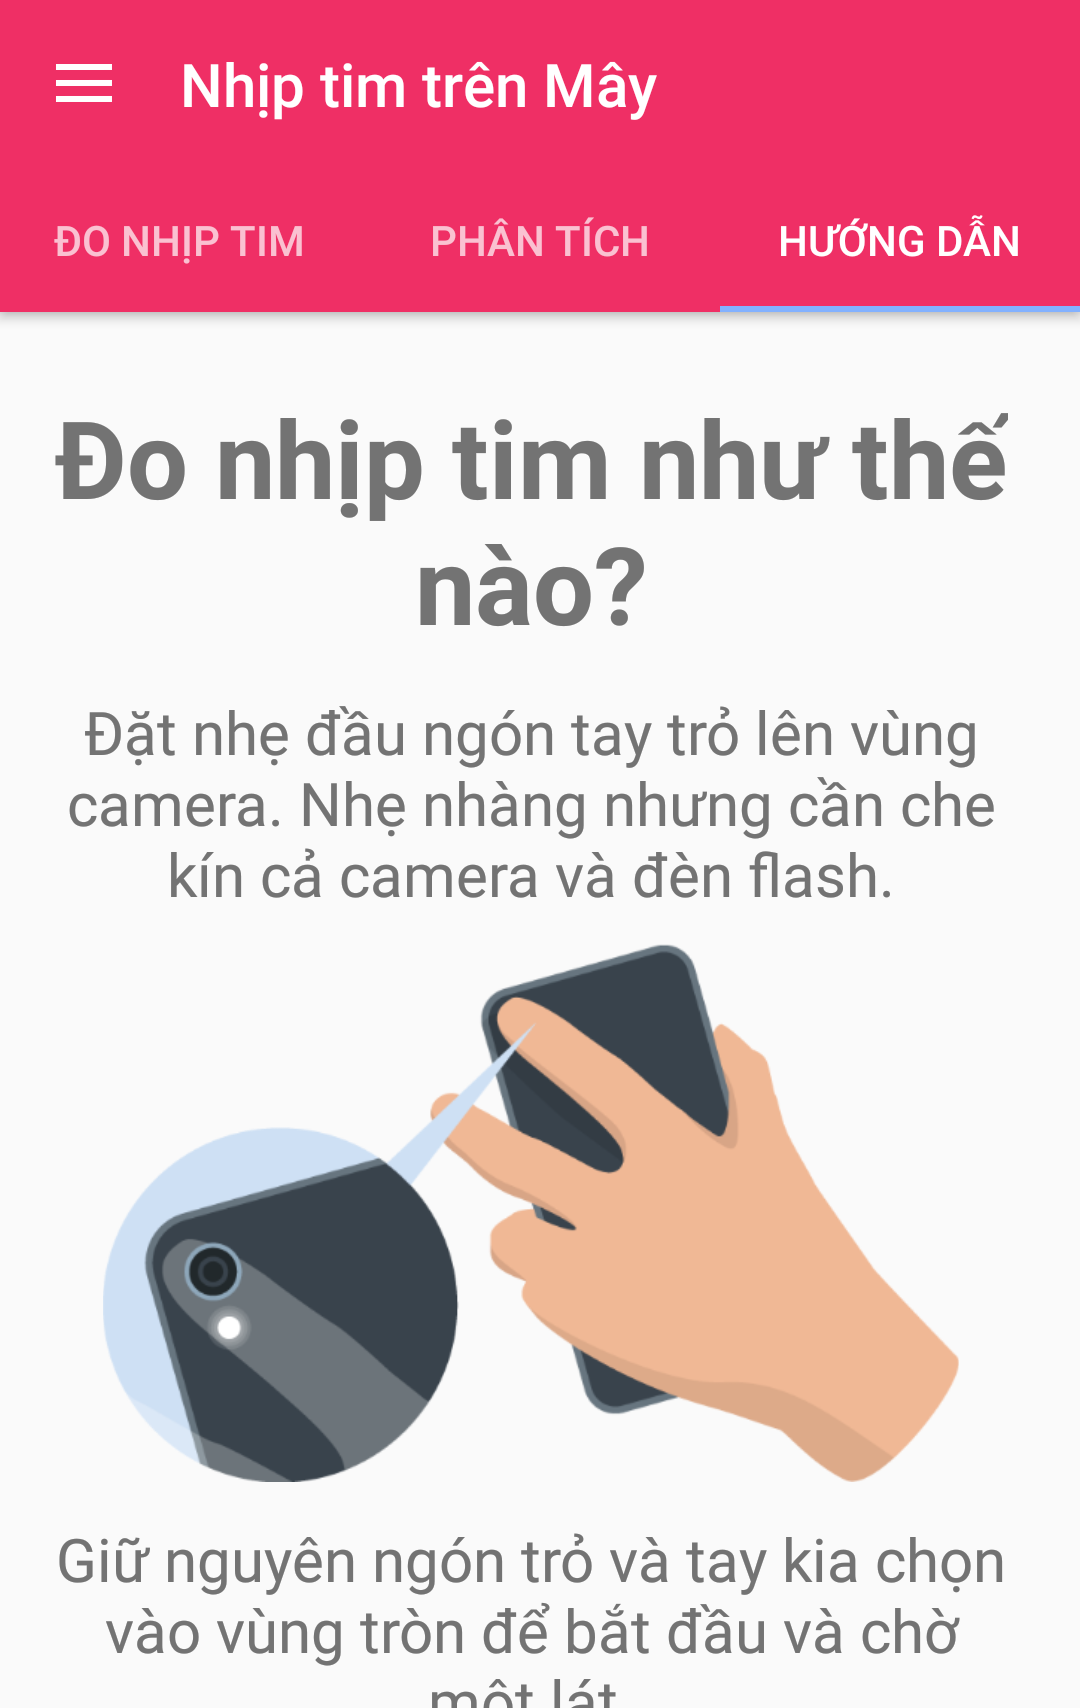 Nhịp tim trên Mây
ĐO NHỊP TIM
PHÂN TÍCH
HƯỚNG DẪN
Đo nhịp tim như thế
nào?
Đặt nhẹ đầu ngón tay trỏ lên vùng
camera. Nhẹ nhàng nhưng cần che
kín cả camera và đèn flash.
Giữ nguyên ngón trỏ và tay kia chọn
vào vùng tròn để bắt đầu và chờ
một lát